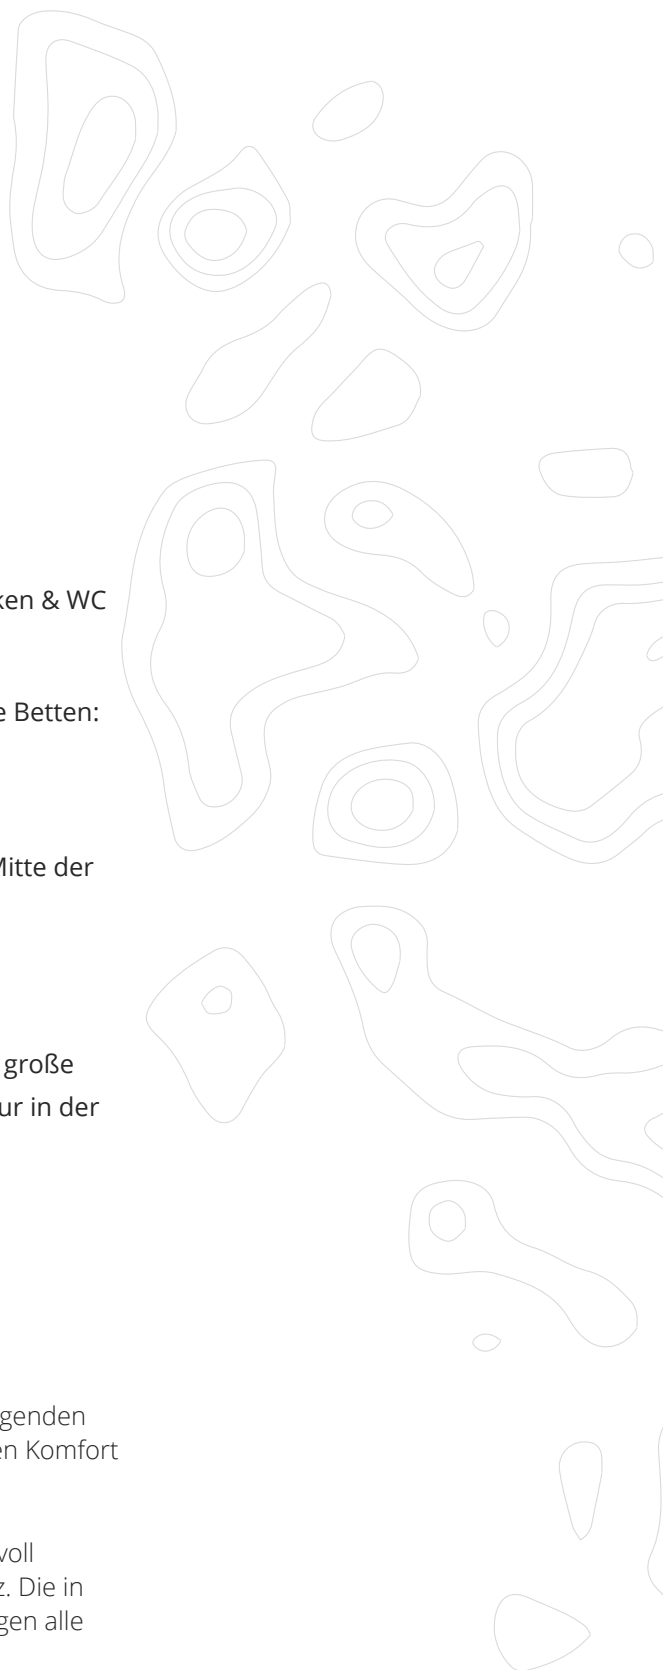 ken & WC
e Betten:
Mitte der
große
ur in der
genden
en Komfort
voll
z. Die in
gen alle